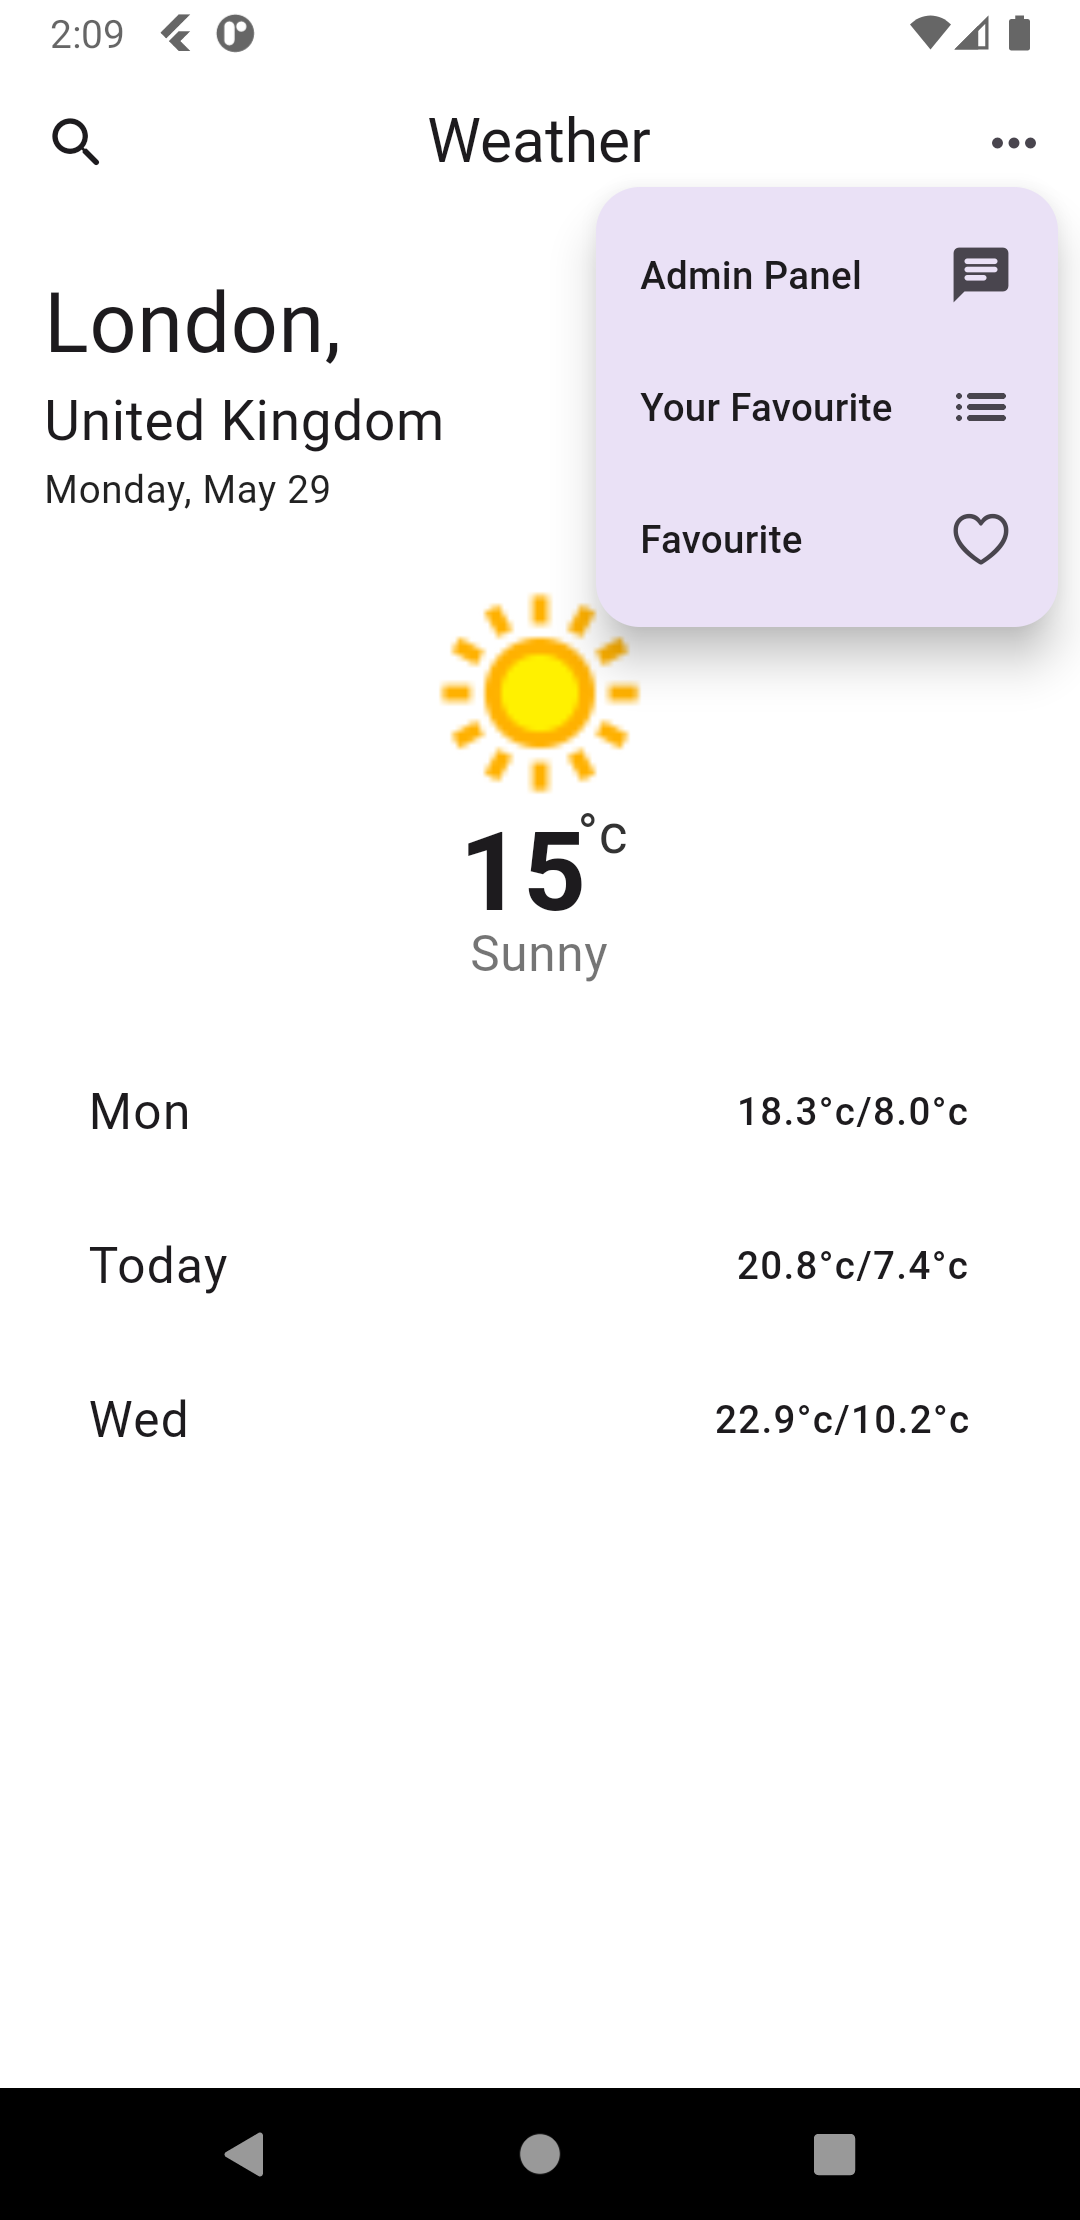 2:09
Weather
Admin Panel
London,
Your Favourite
United Kingdom
Monday, May 29
Favourite
15°c
Sunny
Mon 18.3°c/8.0°c
Today 20.8°c/7.4°c
Wed 22.9°c/10.2°c